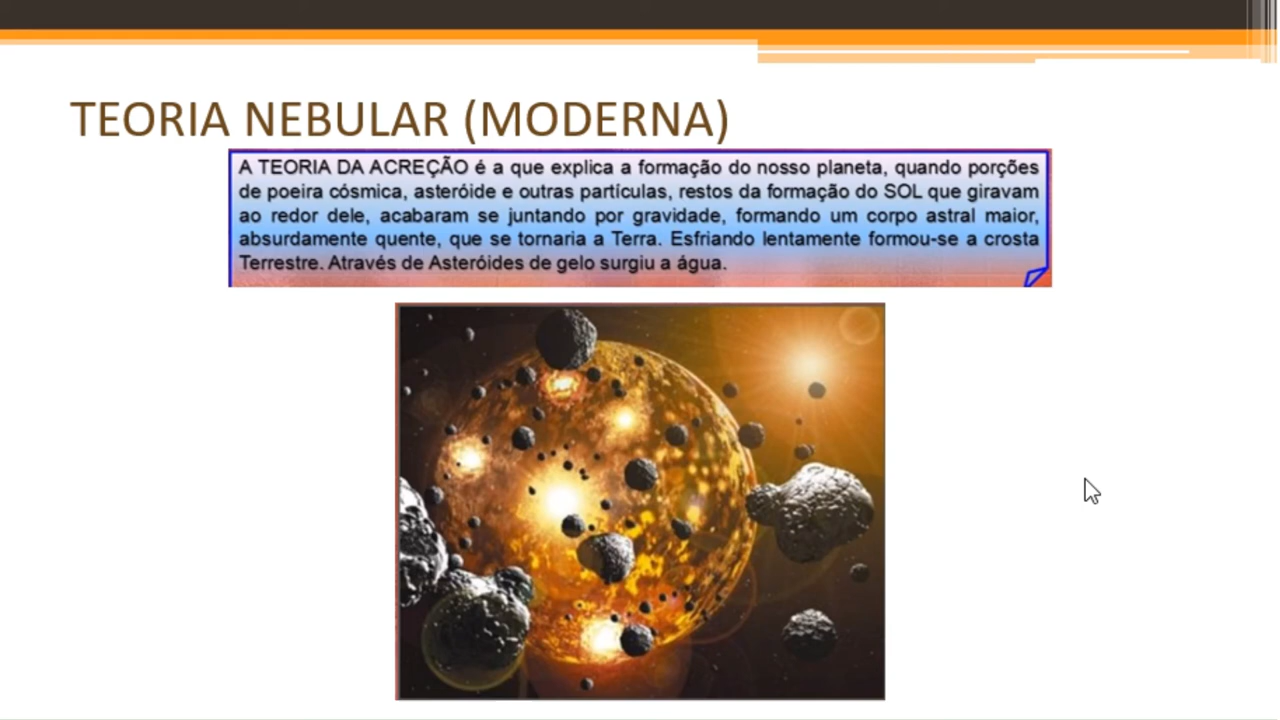 TEORIA NEBULAR (MODERNA)
A TEORIA DA ACREÇÃO é a que explica a formação do nosso planeta, quando porções
de poeira cósmica, asteróide e outras partículas, restos da formação do SOL que giravam
ao redor dele, acabaram se juntando por gravidade, formando um corpo astral maior,
absurdamente quente, que se tornaria a Terra. Esfriando lentamente formou-se a crosta
Terrestre. Através de Asteróides de gelo surgiu a água.